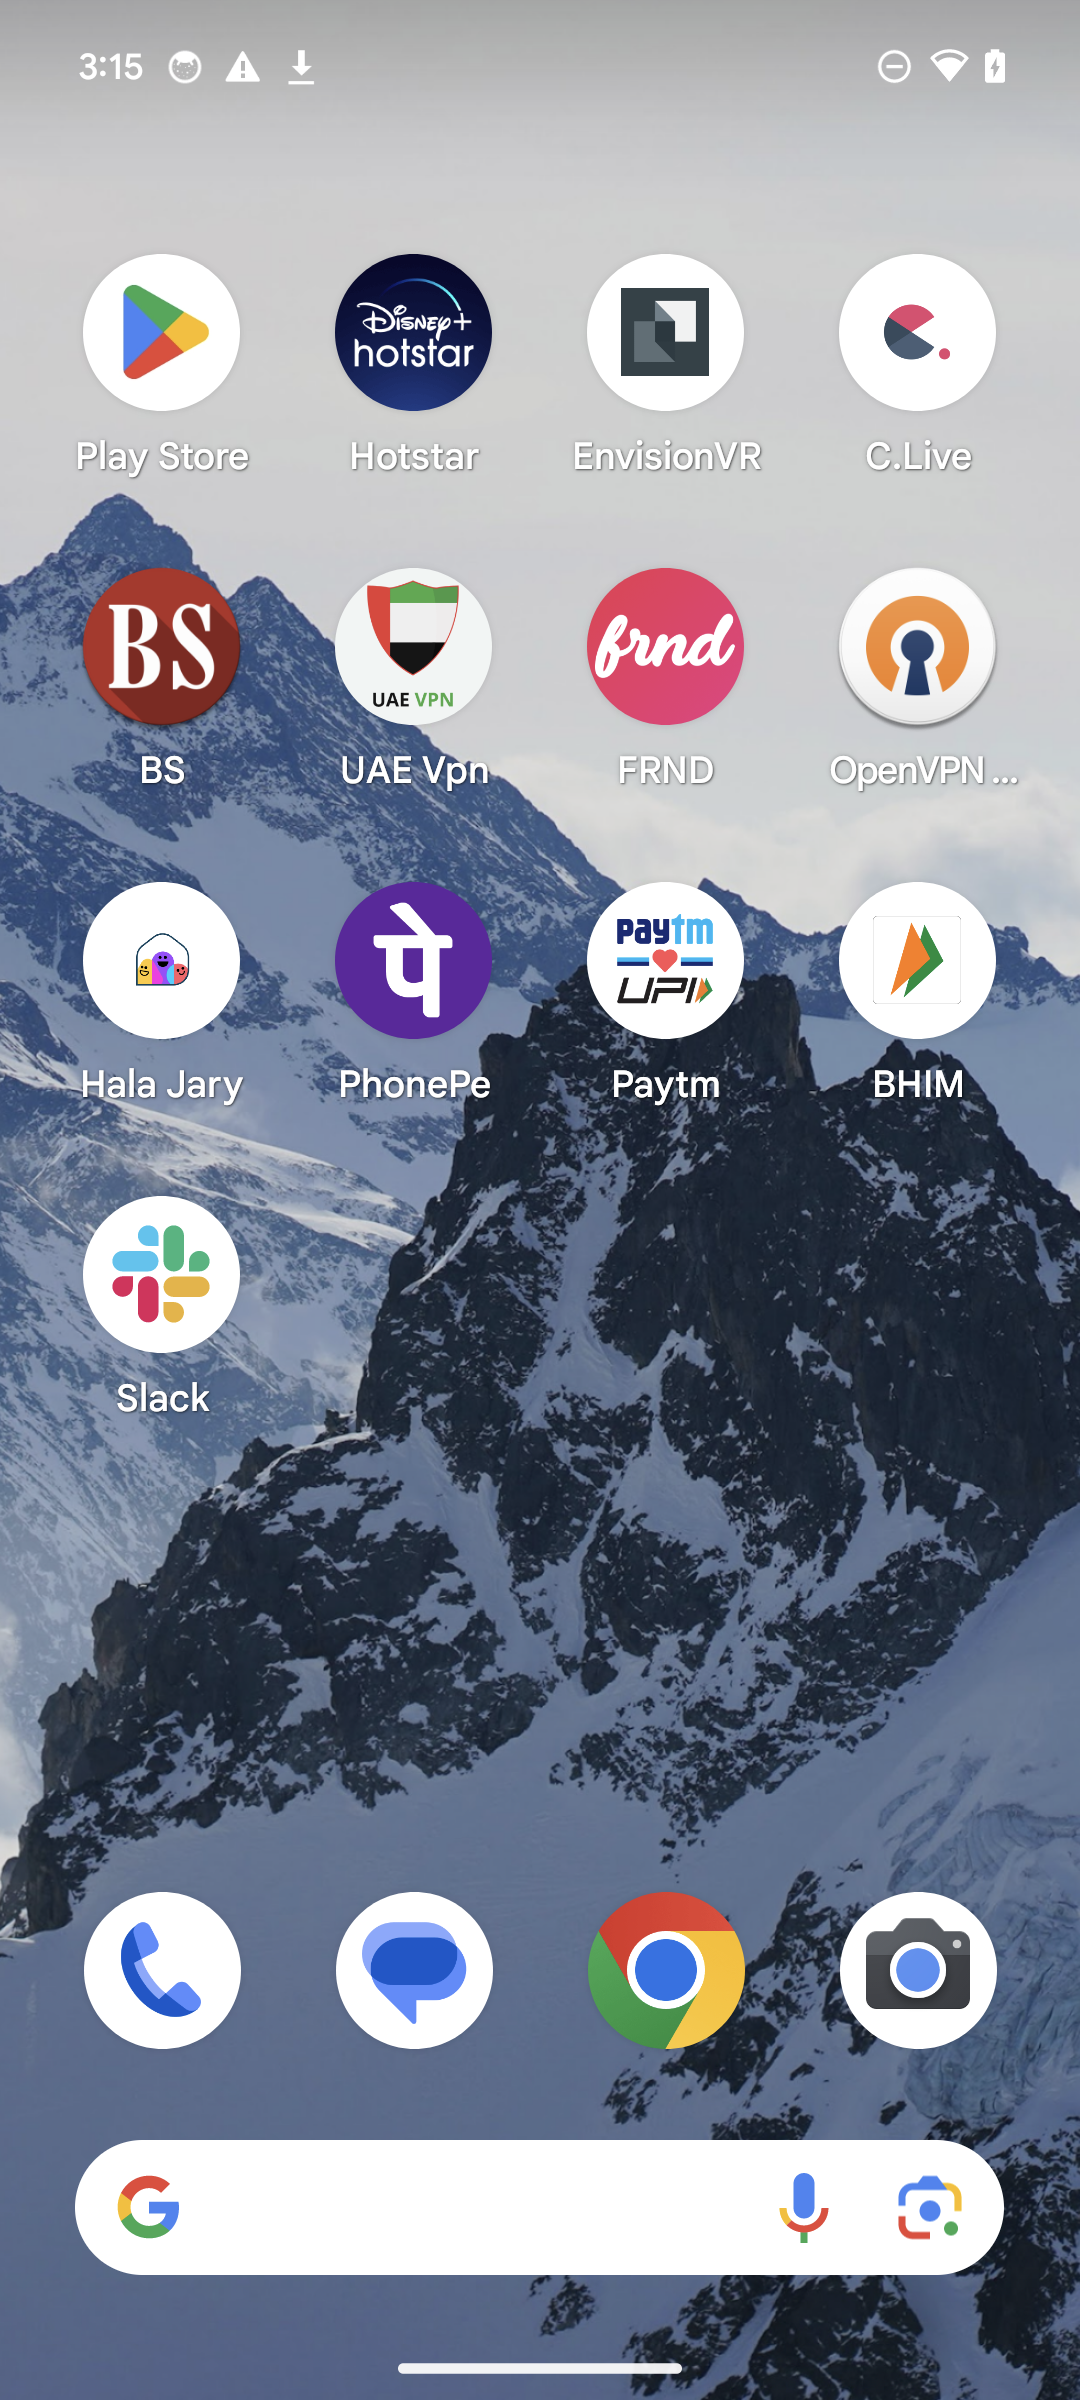 3:15
Disney+
hotstar
Play Store
Hotstar
EnvisionVR
C.Live
BS
UAE VPN
frnd
BS
UAE Vpn
FRND
OpenVPN ...
पे
paytm
UPI
Hala Jary
PhonePe
Paytm
BHIM
Slack
G